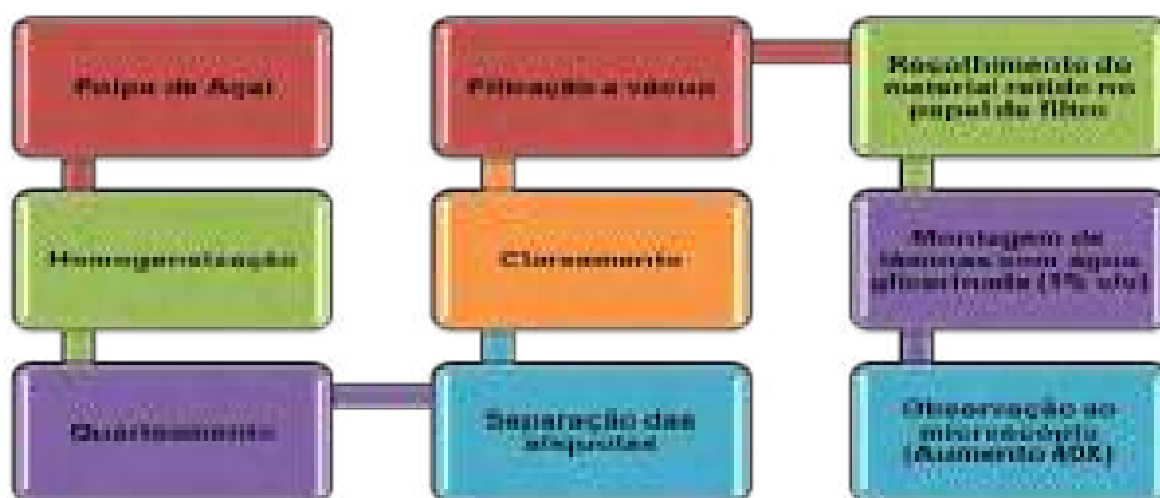 Polpa de Açaí
Homogeneização
Quarteamento
Separação das
alíquotas
Clareamento
Filtração a vácuo
Recolhimento do
material retido no
papel de filtro
Montagem de
lâminas com água
glicerinada (1% v/v)
Observação ao
microscópio
(Aumento 40X)